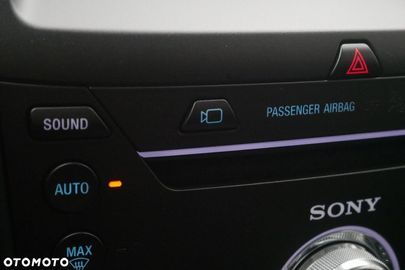 PASSENGER AIRBAG
SOUND
AUTO
SONY
MAX
OTOMOTO